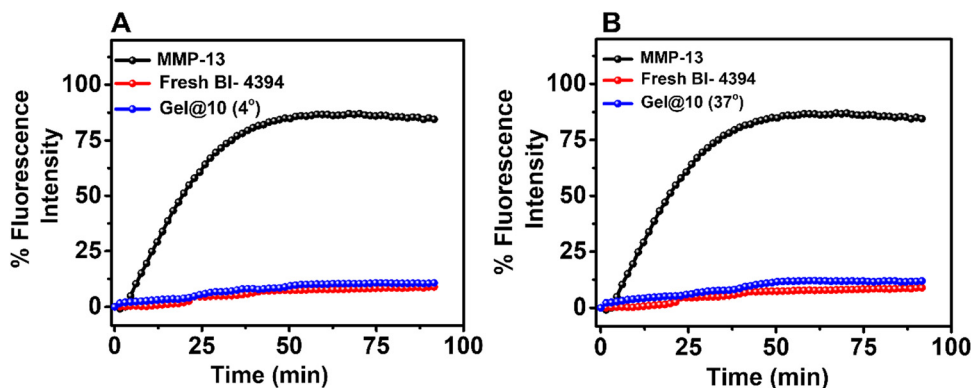 A
MMP-13
Fresh BI- 4394
Gel@10 (4°)
% Fluorescence
Intensity
100
75
50
25
0
0 25 50 75 100
Time (min)
B
MMP-13
Fresh BI- 4394
Gel@10 (37°)
% Fluorescence
Intensity
100
75
50
25
0
0 25 50 75 100
Time (min)